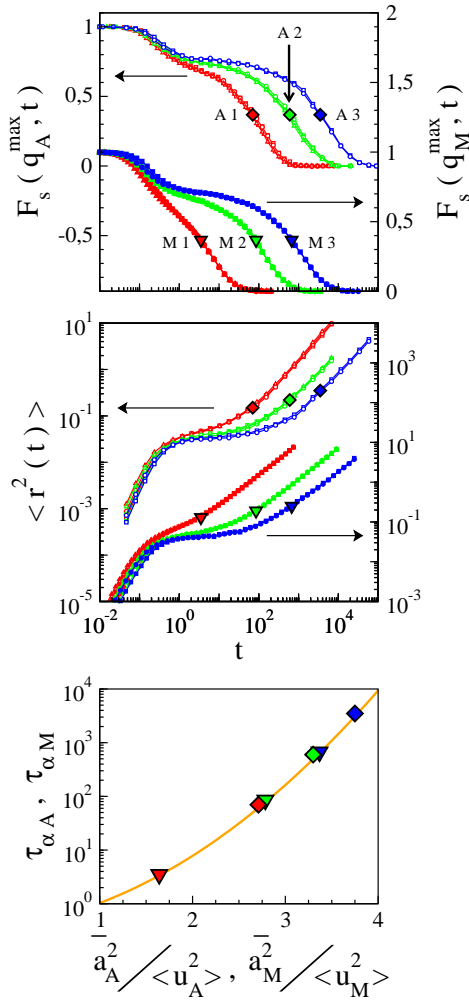 F_s ( q_A^max , t )
1
0,5
0
-0,5
2
1.5
1
0.5
0
F_s ( q_M^max , t )
A 1
A 2
A 3
M 1
M 2
M 3
< r² ( t ) >
10^1
10^-1
10^-3
10^-5
10^3
10^1
10^-1
10^-3
10^-2 10^0 10^2 10^4
t
τ_αA , τ_αM
10^4
10^3
10^2
10^1
10^0
1 2 3 4
a̅_A^2 / <u_A^2> , a̅_M^2 / <u_M^2>